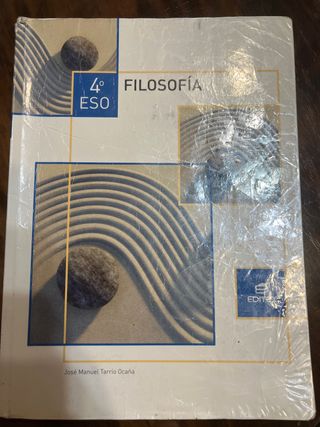 4º
ESO
FILOSOFÍA
José Manuel Tarrío Ocaña